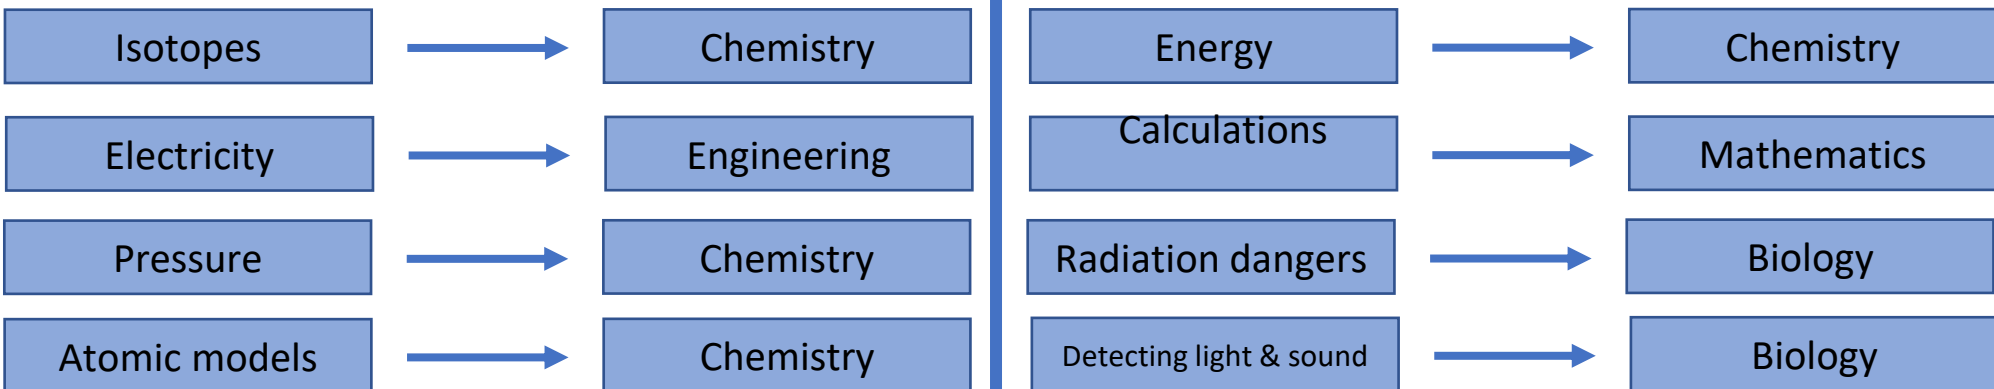 Isotopes
Chemistry
Electricity
Engineering
Pressure
Chemistry
Atomic models
Chemistry
Energy
Chemistry
Calculations
Mathematics
Radiation dangers
Biology
Detecting light & sound
Biology